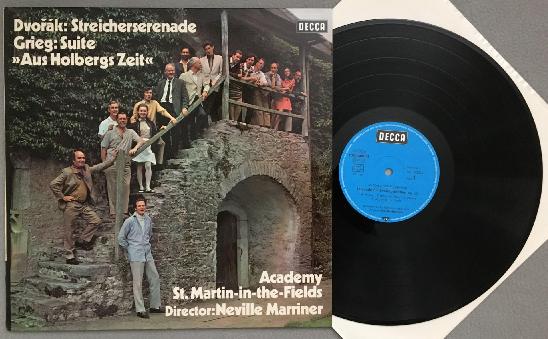 Dvořák: Streicherserenade
Grieg: Suite
»Aus Holbergs Zeit«
DECCA
Academy
St. Martin-in-the-Fields
Director: Neville Marriner
DECCA